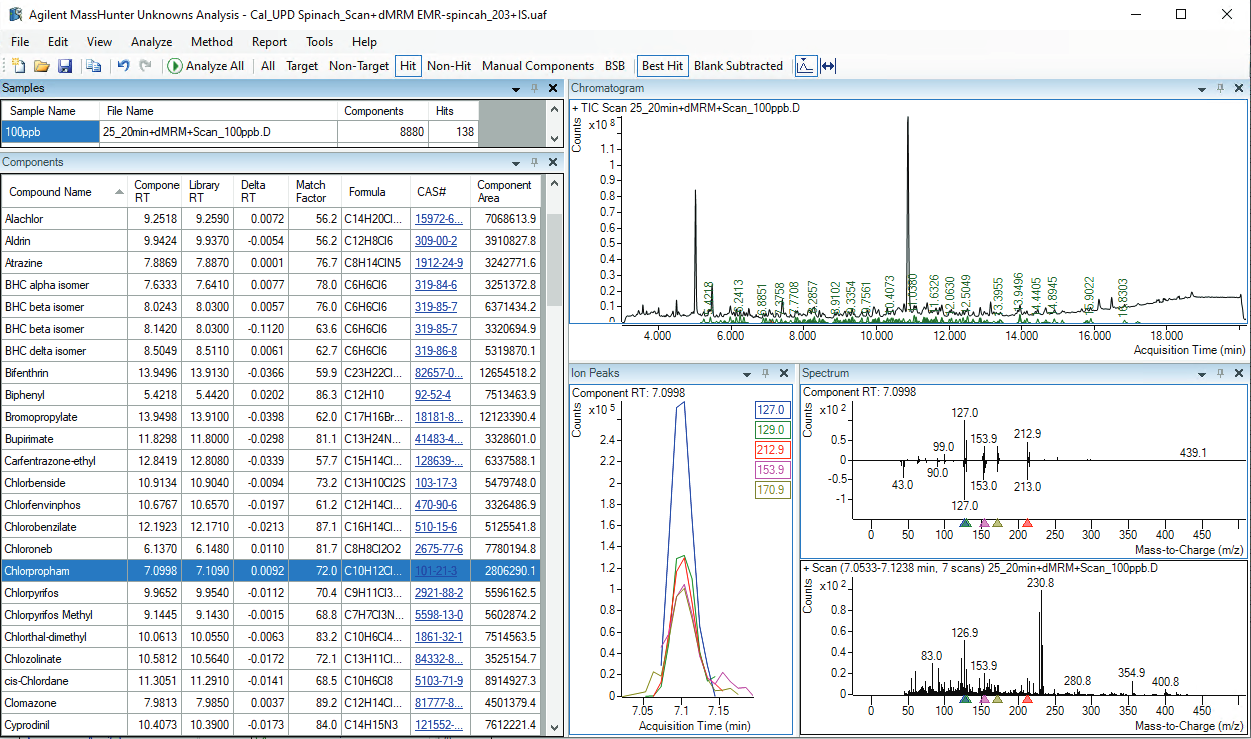 Agilent MassHunter Unknowns Analysis - Cal_UPD Spinach_Scan+dMRM EMR-spincah_203+IS.uaf
File Edit View Analyze Method Report Tools Help
Analyze All All Target Non-Target Hit Non-Hit Manual Components BSB Best Hit Blank Subtracted
Samples
Sample Name File Name Components Hits
100ppb 25_20min+dMRM+Scan_100ppb.D 8880 138
Components
Compound Name Compone RT Library RT Delta RT Match Factor Formula CAS# Component Area
Alachlor 9.2518 9.2590 0.0072 56.2 C14H20Cl... 15972-6... 7068613.9
Aldrin 9.9424 9.9370 -0.0054 56.2 C12H8Cl6 309-00-2 3910827.8
Atrazine 7.8869 7.8870 0.0001 76.7 C8H14ClN5 1912-24-9 3242771.6
BHC alpha isomer 7.6333 7.6410 0.0077 78.0 C6H6Cl6 319-84-6 3251372.8
BHC beta isomer 8.0243 8.0300 0.0057 76.0 C6H6Cl6 319-85-7 6371434.2
BHC beta isomer 8.1420 8.0300 -0.1120 63.6 C6H6Cl6 319-85-7 3320694.9
BHC delta isomer 8.5049 8.5110 0.0061 62.7 C6H6Cl6 319-86-8 5319870.1
Bifenthrin 13.9496 13.9130 -0.0366 59.9 C23H22Cl... 82657-0... 12654518.2
Biphenyl 5.4218 5.4420 0.0202 86.3 C12H10 92-52-4 7513463.9
Bromopropylate 13.9498 13.9100 -0.0398 62.0 C17H16Br... 18181-8... 12123390.4
Bupirimate 11.8298 11.8000 -0.0298 81.1 C13H24N... 41483-4... 3328601.0
Carfentrazone-ethyl 12.8419 12.8080 -0.0339 57.7 C15H14Cl... 128639-... 6337588.1
Chlorbenside 10.9134 10.9040 -0.0094 73.2 C13H10Cl2S 103-17-3 5479748.0
Chlorfenvinphos 10.6767 10.6570 -0.0197 61.2 C12H14Cl... 470-90-6 3326486.9
Chlorobenzilate 12.1923 12.1710 -0.0213 87.1 C16H14Cl... 510-15-6 5125541.8
Chloroneb 6.1370 6.1480 0.0110 81.7 C8H8Cl2O2 2675-77-6 7780194.8
Chlorpropham 7.0998 7.1090 0.0092 72.0 C10H12Cl... 101-21-3 2806290.1
Chlorpyrifos 9.9652 9.9540 -0.0112 70.4 C9H11Cl3... 2921-88-2 5596162.5
Chlorpyrifos Methyl 9.1445 9.1430 -0.0015 68.8 C7H7Cl3N... 5598-13-0 5602874.2
Chlorthal-dimethyl 10.0613 10.0550 -0.0063 83.2 C10H6Cl4... 1861-32-1 7514563.5
Chlozolinate 10.5812 10.5640 -0.0172 72.1 C13H11Cl... 84332-8... 3525154.7
cis-Chlordane 11.3051 11.2910 -0.0141 68.5 C10H6Cl8 5103-71-9 8914927.3
Clomazone 7.9813 7.9850 0.0037 89.2 C12H14Cl... 81777-8... 4501379.4
Cyprodinil 10.4073 10.3900 -0.0173 84.0 C14H15N3 121552-... 7612221.4
Chromatogram
+ TIC Scan 25_20min+dMRM+Scan_100ppb.D
Counts
x10 8
1.1
1
0.9
0.8
0.7
0.6
0.5
0.4
0.3
0.2
0.1
0
4.000 6.000 8.000 10.000 12.000 14.000 16.000 18.000
Acquisition Time (min)
Ion Peaks
Component RT: 7.0998
Counts
x10 5
2.4
2.2
2
1.8
1.6
1.4
1.2
1
0.8
0.6
0.4
0.2
0
127.0
129.0
212.9
153.9
170.9
7.05 7.1 7.15
Acquisition Time (min)
Spectrum
Component RT: 7.0998
Counts
x10 2
0.5
0
-0.5
-1
127.0
99.0 153.9 212.9 439.1
43.0 90.0 153.0 213.0
127.0
0 50 100 150 200 250 300 350 400 450
Mass-to-Charge (m/z)
+ Scan (7.0533-7.1238 min, 7 scans) 25_20min+dMRM+Scan_100ppb.D
Counts
x10 2
0.8
0.6
0.4
0.2
0
230.8
126.9
83.0 153.9
280.8 354.9 400.8
0 50 100 150 200 250 300 350 400 450
Mass-to-Charge (m/z)